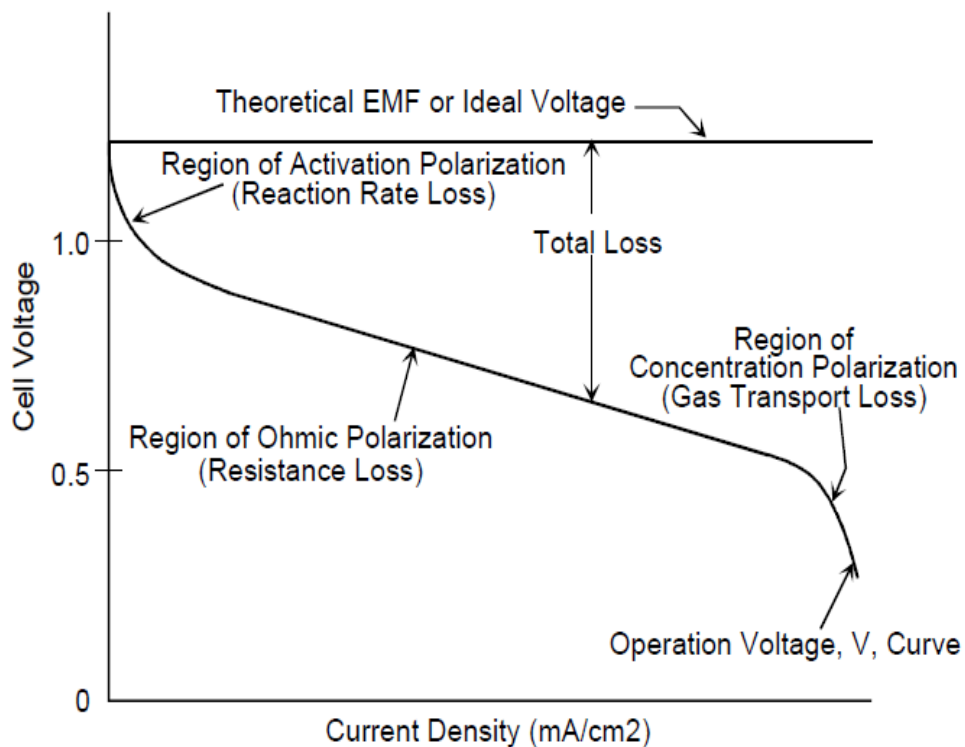 Theoretical EMF or Ideal Voltage
Region of Activation Polarization
(Reaction Rate Loss)
Total Loss
1.0
Cell Voltage
Region of
Concentration Polarization
(Gas Transport Loss)
Region of Ohmic Polarization
(Resistance Loss)
0.5
Operation Voltage, V, Curve
0
Current Density (mA/cm2)